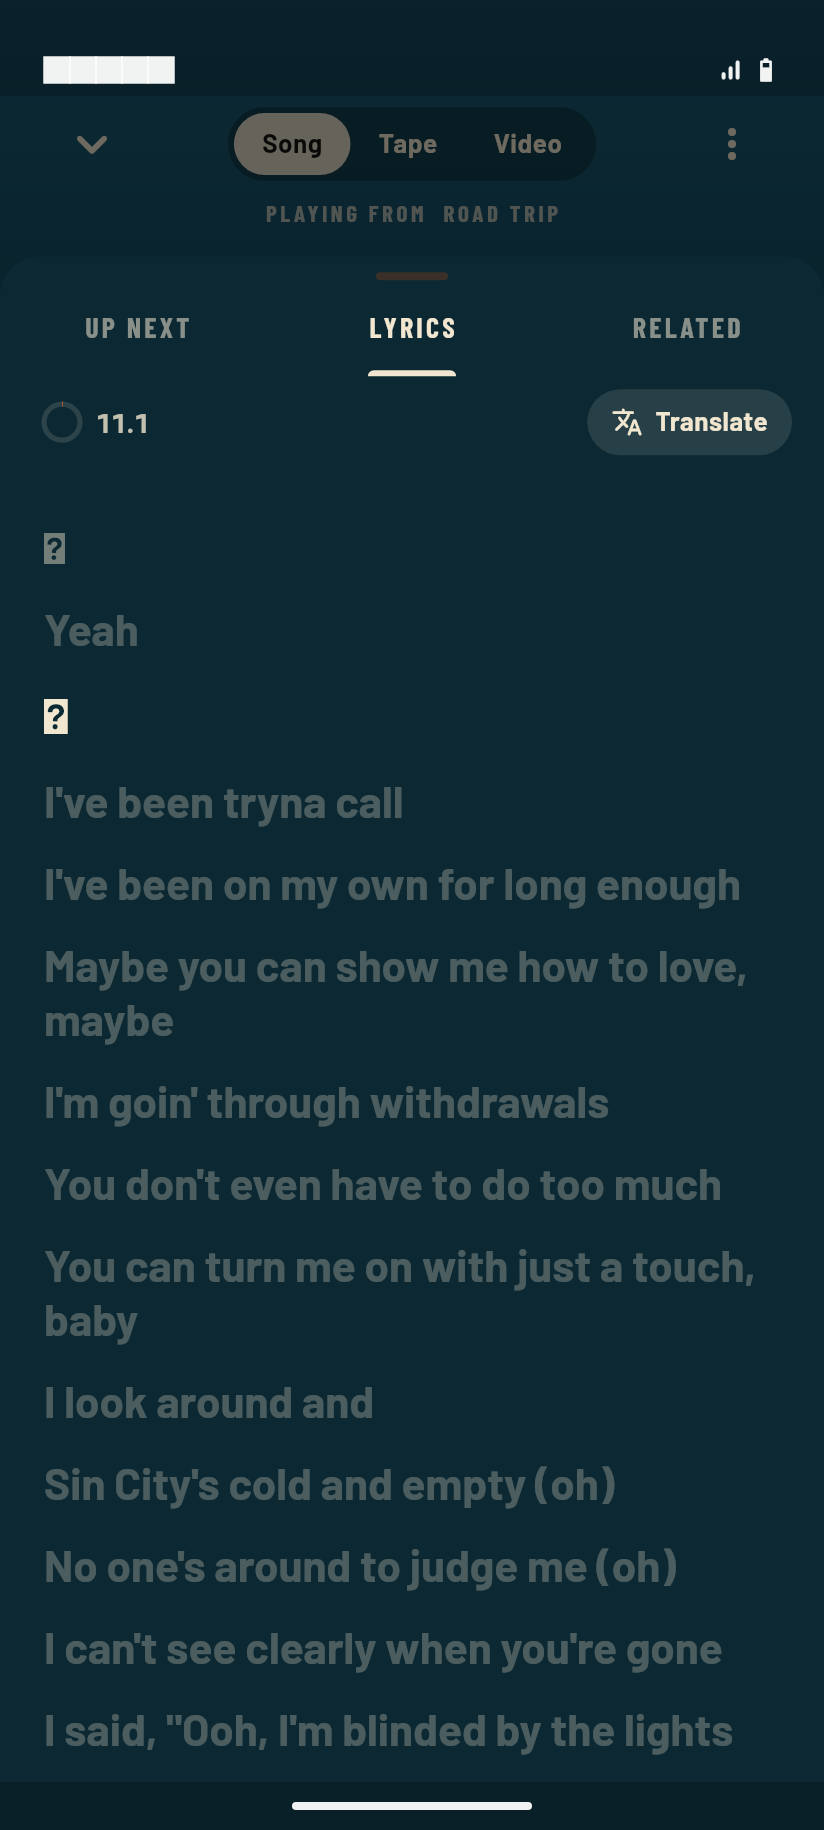 Song Tape Video
PLAYING FROM ROAD TRIP
UP NEXT LYRICS RELATED
11.1 Translate
?
Yeah
?
I've been tryna call
I've been on my own for long enough
Maybe you can show me how to love,
maybe
I'm goin' through withdrawals
You don't even have to do too much
You can turn me on with just a touch,
baby
I look around and
Sin City's cold and empty (oh)
No one's around to judge me (oh)
I can't see clearly when you're gone
I said, "Ooh, I'm blinded by the lights